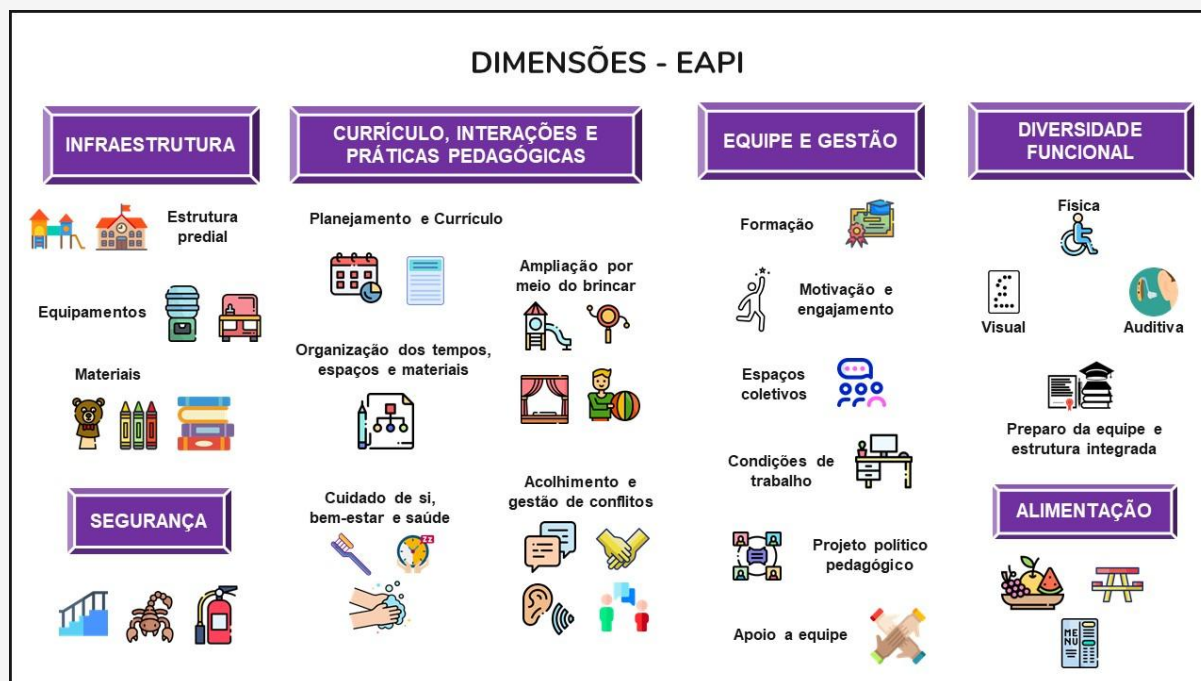 DIMENSÕES - EAPI
INFRAESTRUTURA
Estrutura
predial
Equipamentos
Materiais
SEGURANÇA
CURRÍCULO, INTERAÇÕES E
PRÁTICAS PEDAGÓGICAS
Planejamento e Currículo
Ampliação por
meio do brincar
Organização dos tempos,
espaços e materiais
Cuidado de si,
bem-estar e saúde
Acolhimento e
gestão de conflitos
EQUIPE E GESTÃO
Formação
Motivação e
engajamento
Espaços
coletivos
Condições de
trabalho
Projeto político
pedagógico
Apoio a equipe
DIVERSIDADE
FUNCIONAL
Física
Visual
Auditiva
Preparo da equipe e
estrutura integrada
ALIMENTAÇÃO
ME
NU